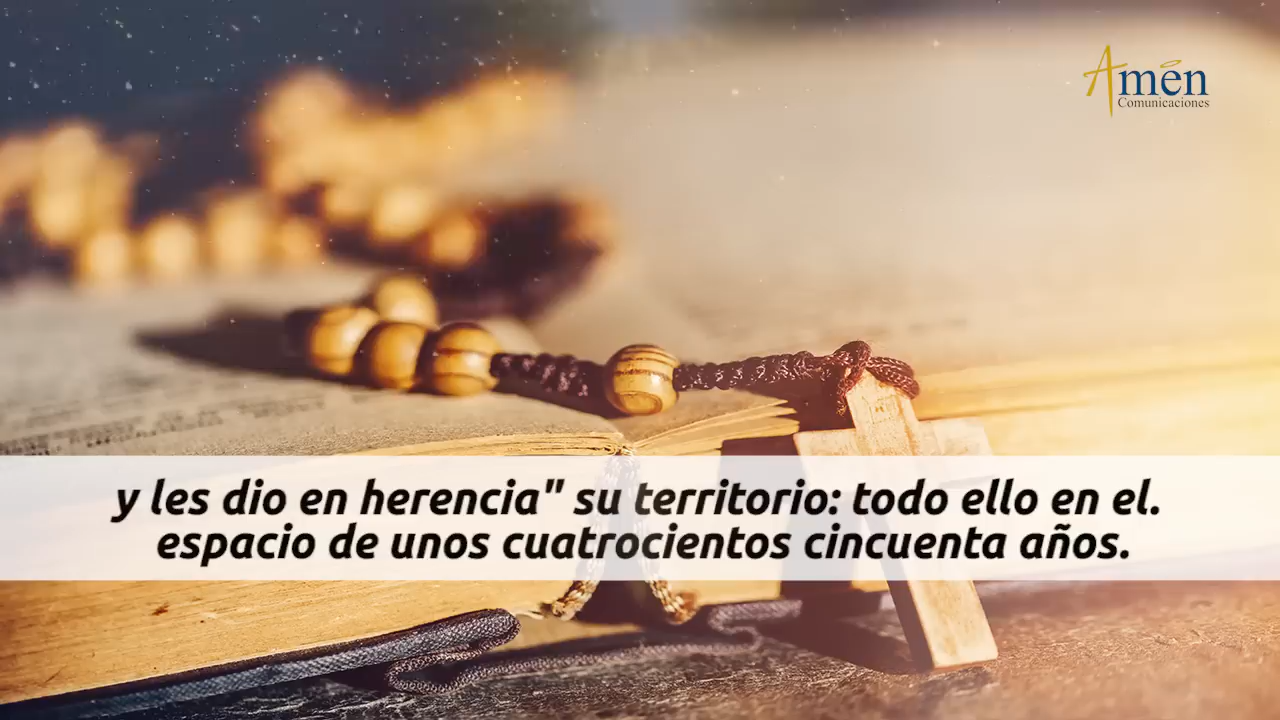 Amén
Comunicaciones
y les dio en herencia" su territorio: todo ello en el.
espacio de unos cuatrocientos cincuenta años.